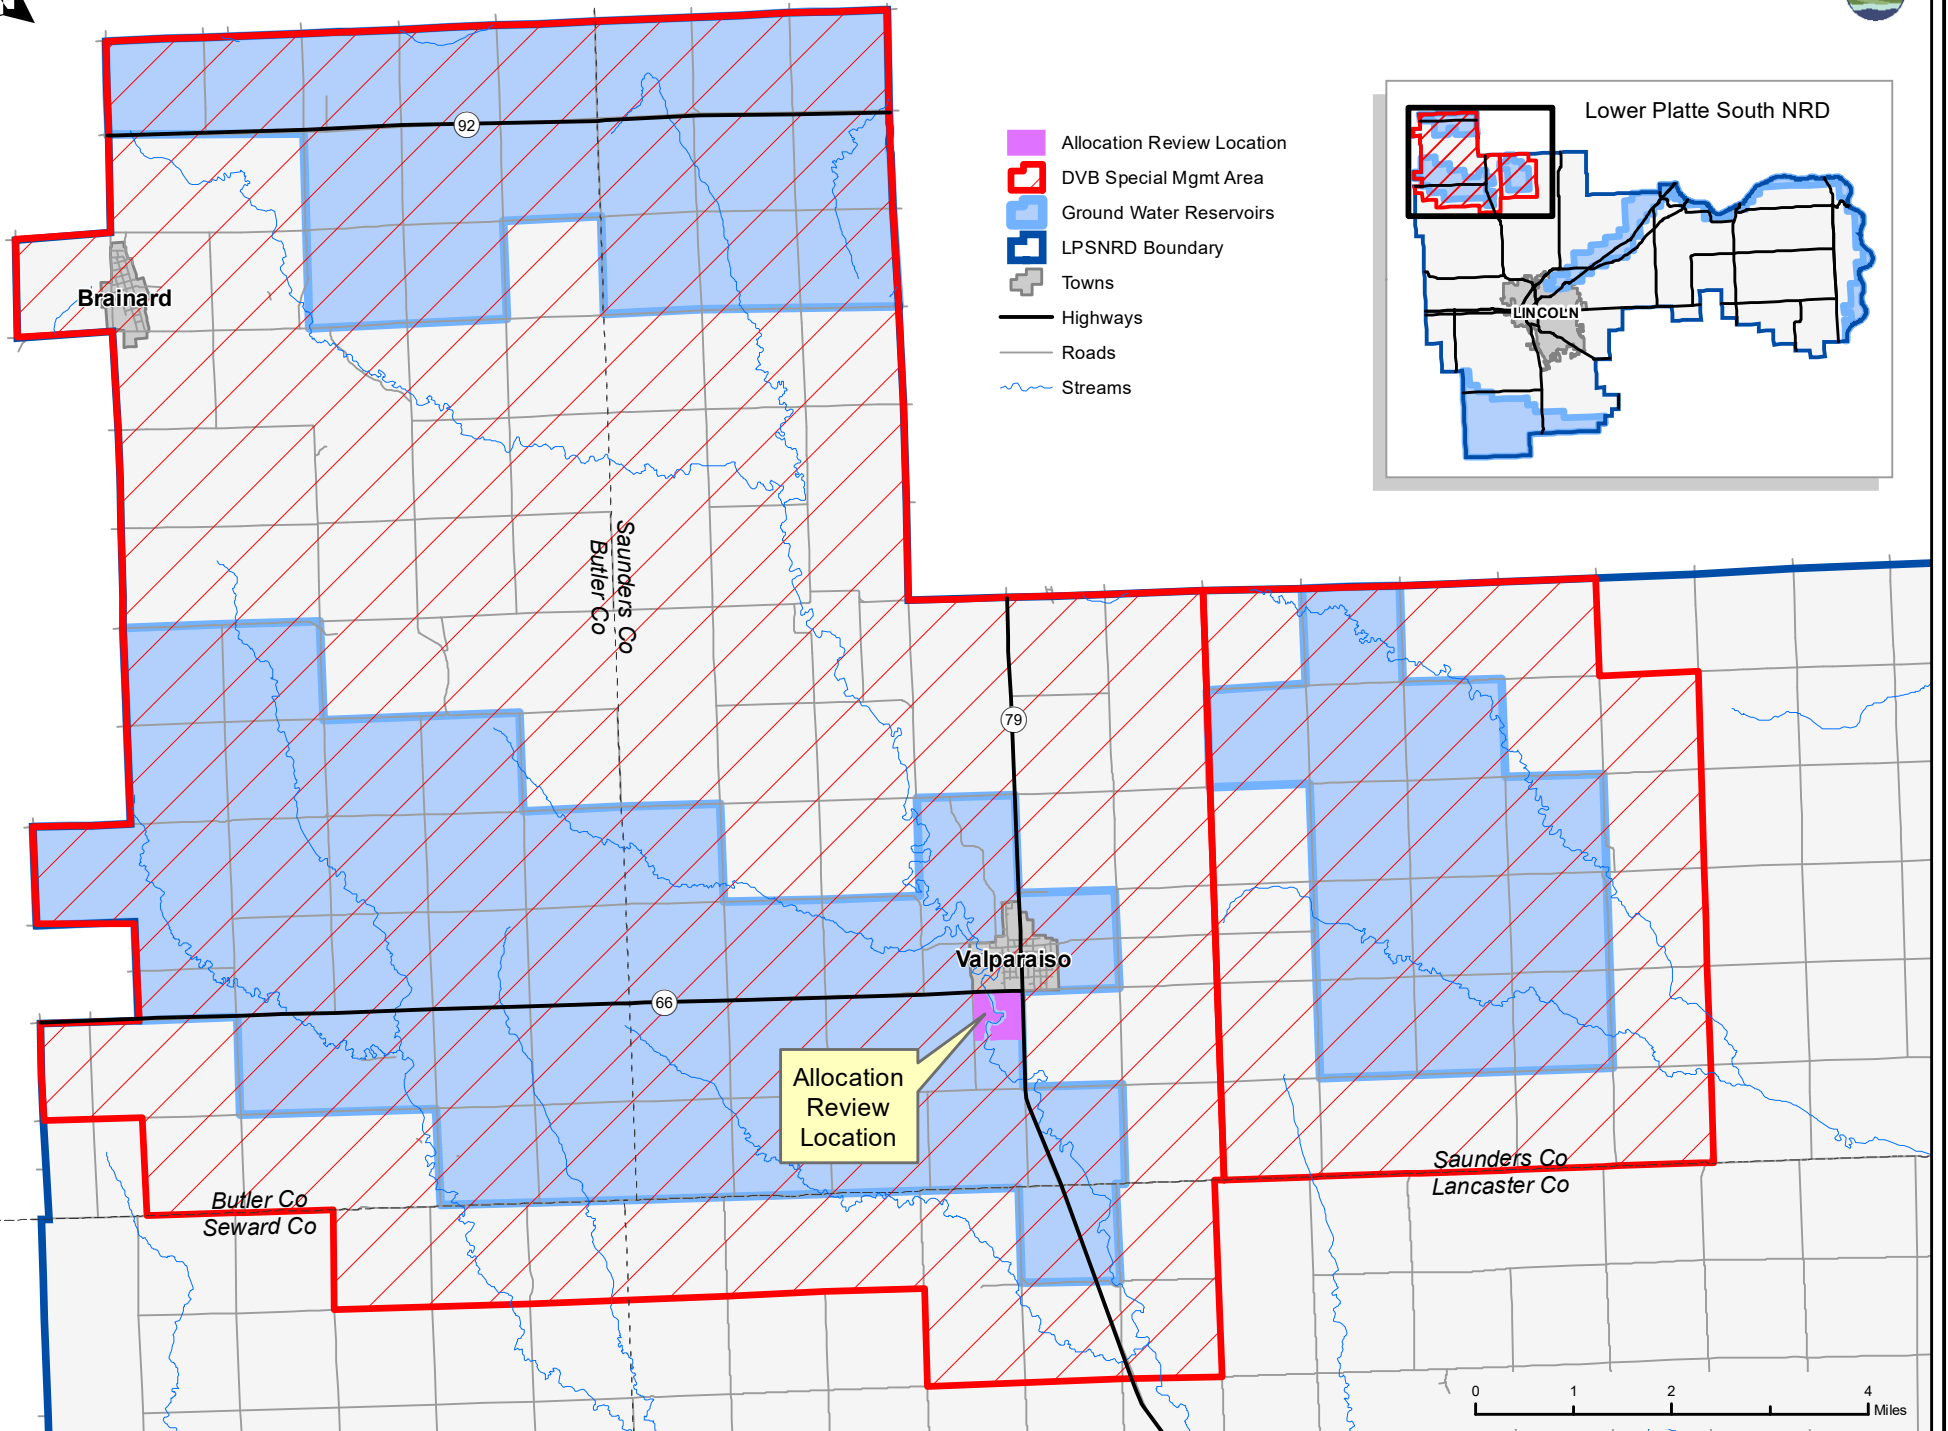 92
Brainard
Saunders Co
Butler Co
79
Valparaiso
66
Allocation
Review
Location
Butler Co
Seward Co
Saunders Co
Lancaster Co
Allocation Review Location
DVB Special Mgmt Area
Ground Water Reservoirs
LPSNRD Boundary
Towns
Highways
Roads
Streams
Lower Platte South NRD
LINCOLN
0 1 2 4
Miles